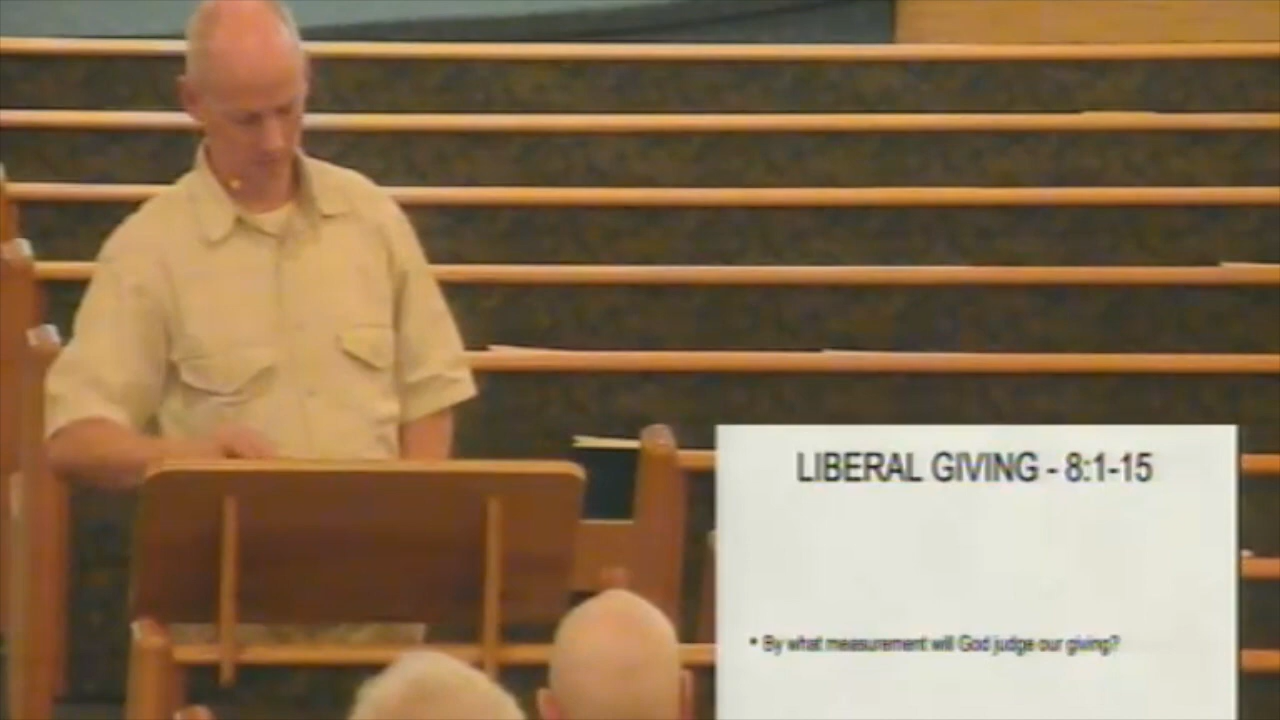 LIBERAL GIVING - 8:1-15
• By what measurement will God judge our giving?